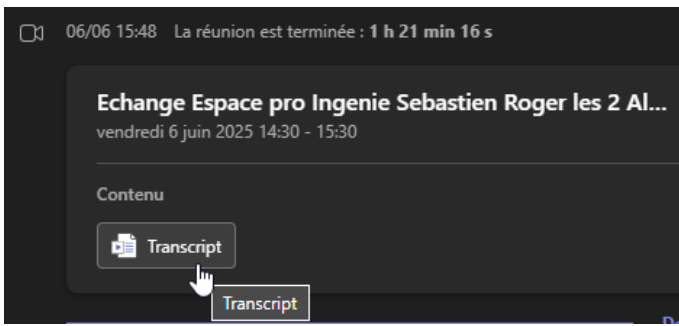 06/06 15:48 La réunion est terminée : 1 h 21 min 16 s
Echange Espace pro Ingenie Sebastien Roger les 2 Al...
vendredi 6 juin 2025 14:30 - 15:30
Contenu
Transcript
Transcript